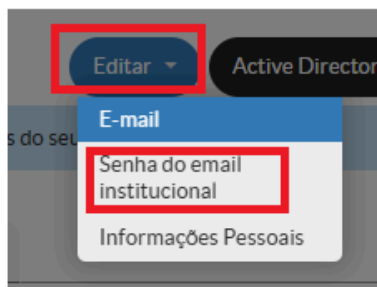 Editar Active Director
E-mail
s do seu
Senha do email
institucional
Informações Pessoais